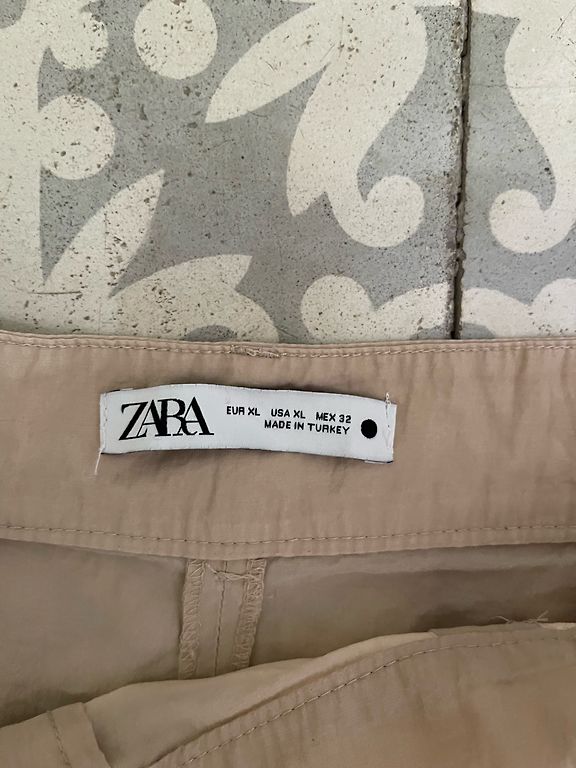 ZARA
EUR XL USA XL MEX 32
MADE IN TURKEY